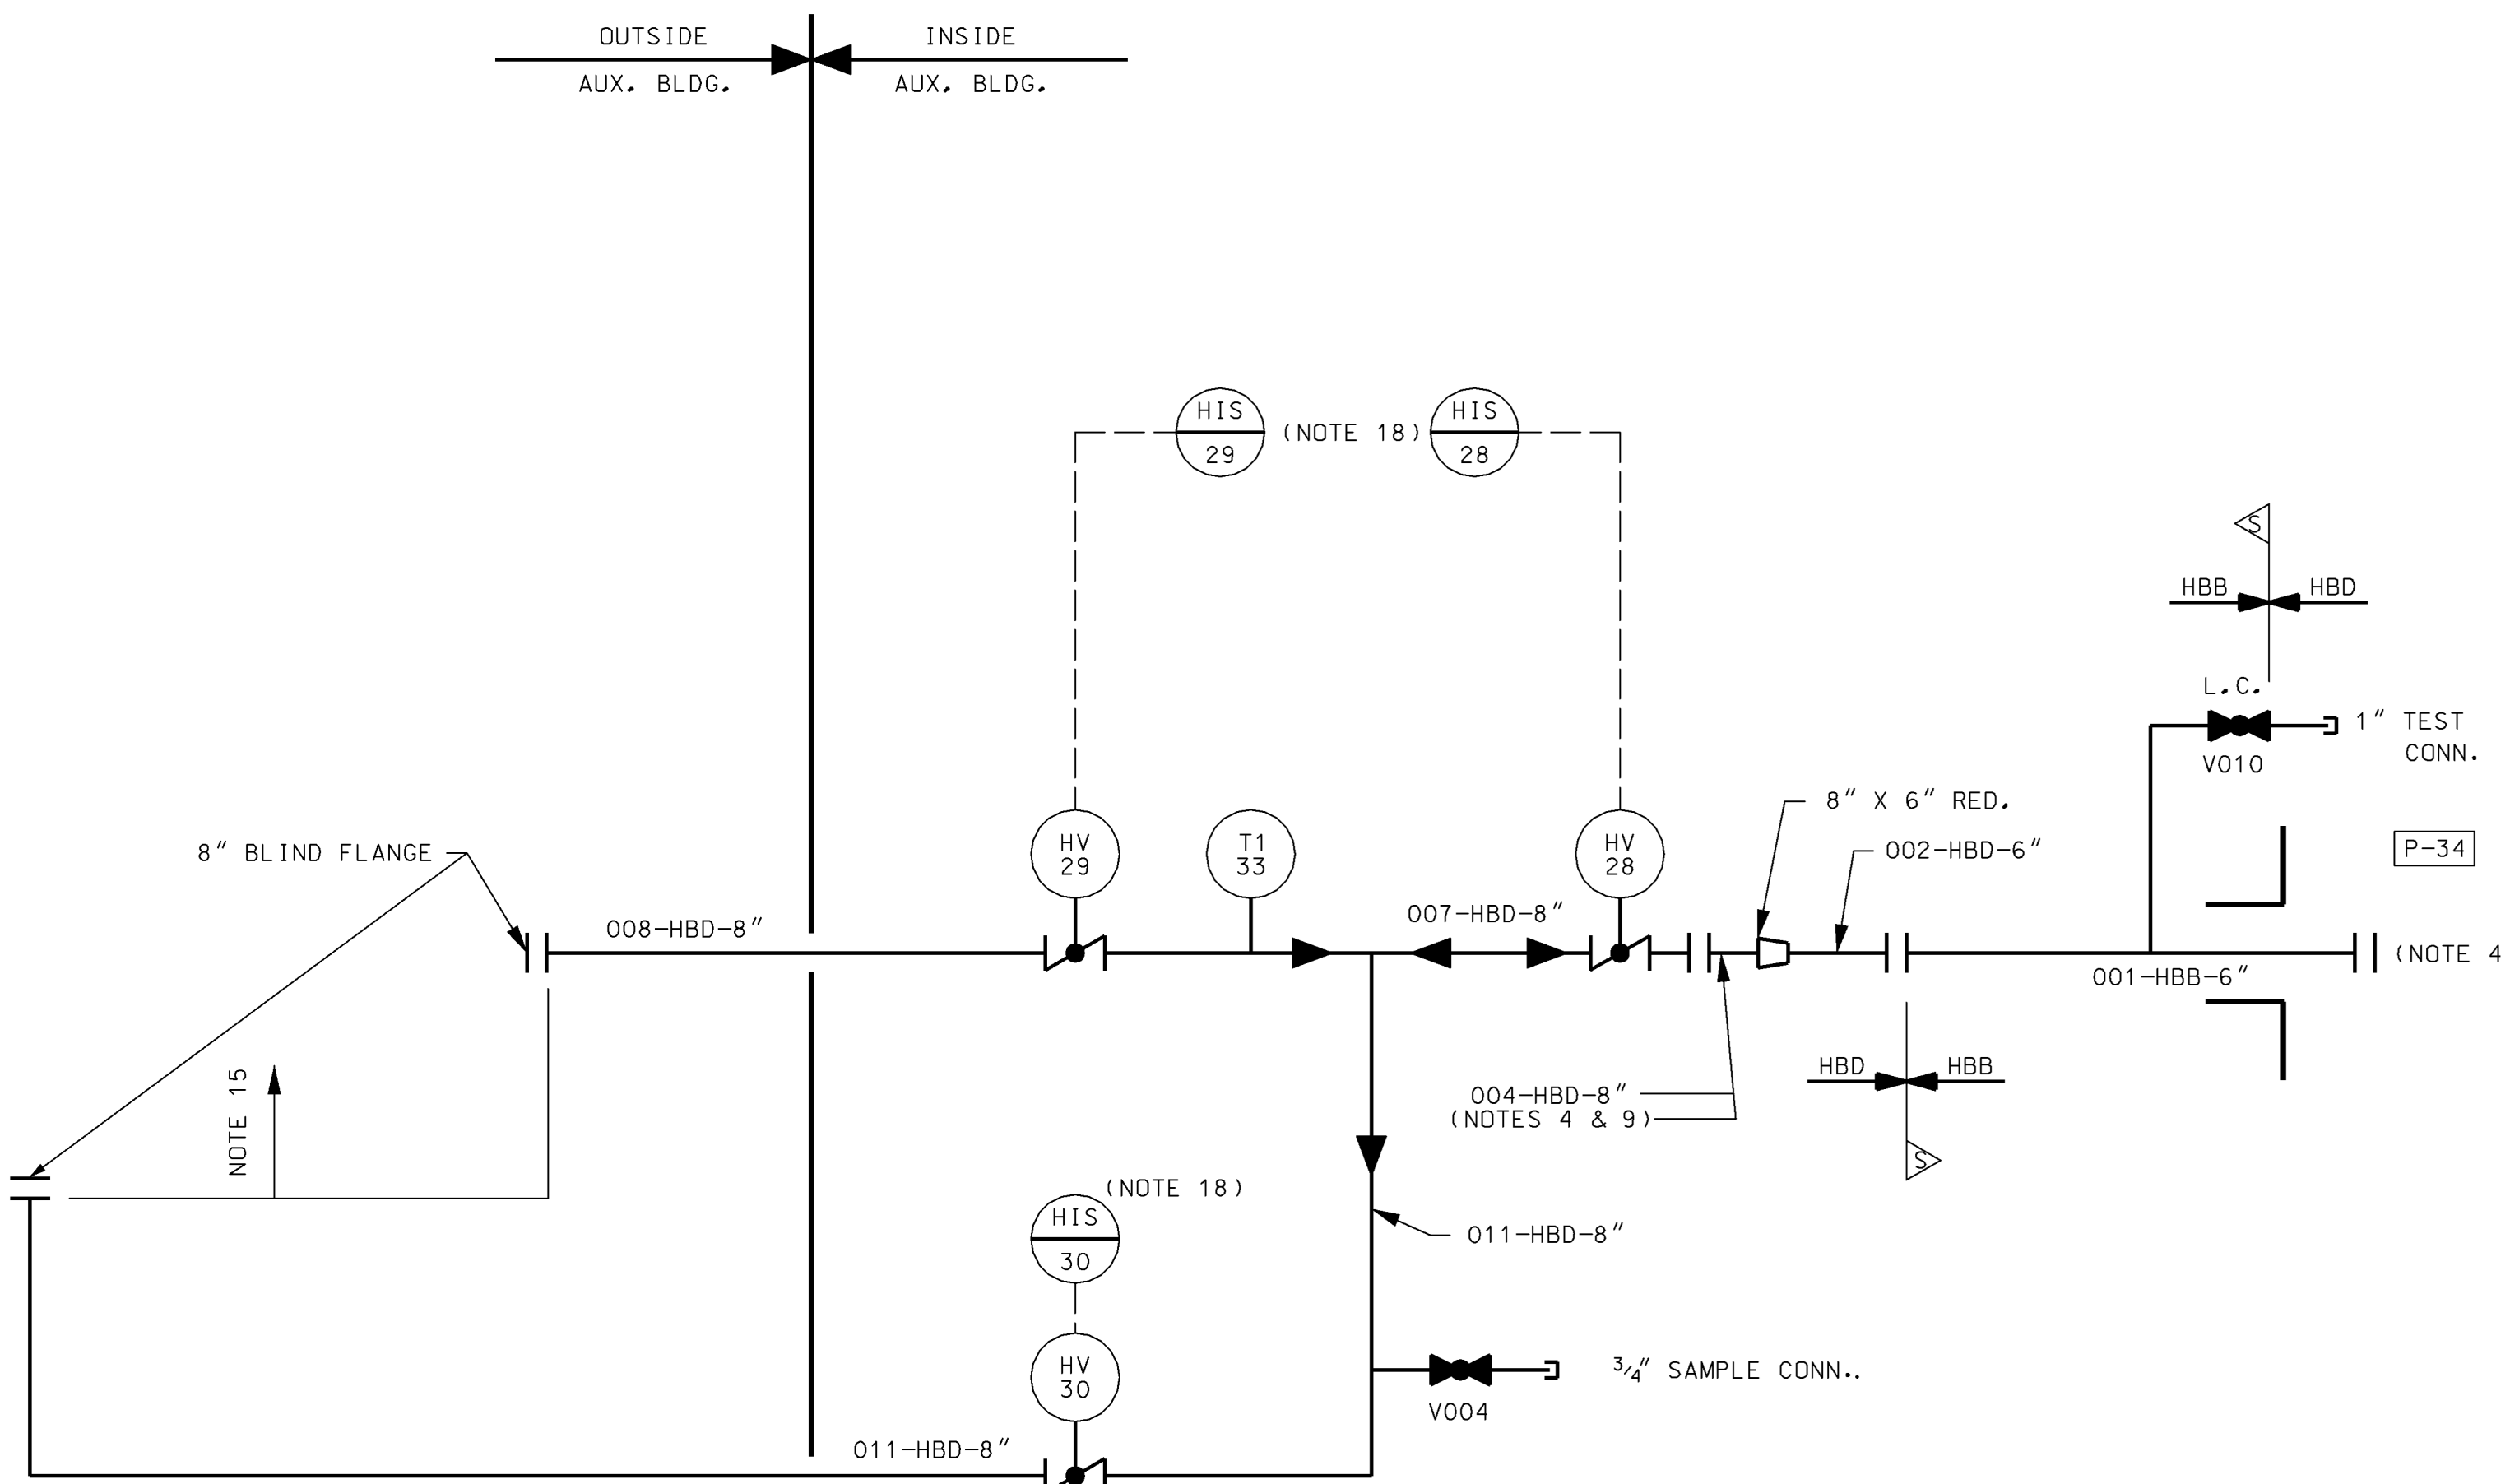 OUTSIDE
INSIDE
AUX. BLDG.
AUX. BLDG.
HIS
29
(NOTE 18)
HIS
28
S
HBB
HBD
L.C.
1" TEST
CONN.
V010
8" X 6" RED.
HV
29
T1
33
HV
28
002-HBD-6"
P-34
8" BLIND FLANGE
008-HBD-8"
007-HBD-8"
(NOTE 4
001-HBB-6"
NOTE 15
HBD
HBB
004-HBD-8"
(NOTES 4 & 9)
S
(NOTE 18)
HIS
30
011-HBD-8"
HV
30
3/4" SAMPLE CONN..
V004
011-HBD-8"